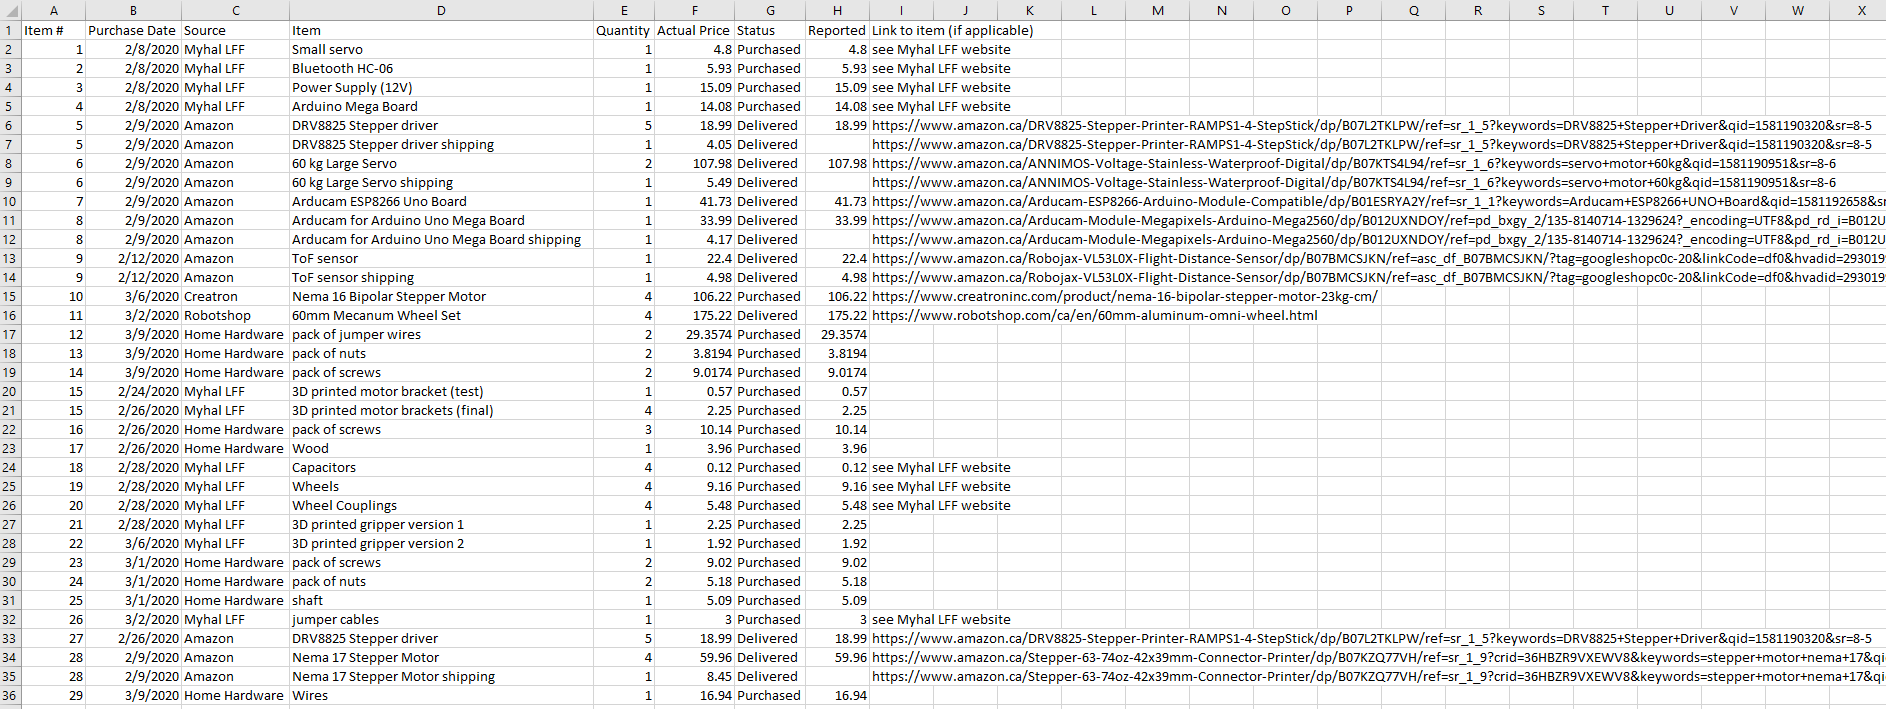 A B C D E F G H I J K L M N O P Q R S T U V W X
1 Item # Purchase Date Source Item Quantity Actual Price Status Reported Link to item (if applicable)
2 1 2/8/2020 Myhal LFF Small servo 1 4.8 Purchased 4.8 see Myhal LFF website
3 2 2/8/2020 Myhal LFF Bluetooth HC-06 1 5.93 Purchased 5.93 see Myhal LFF website
4 3 2/8/2020 Myhal LFF Power Supply (12V) 1 15.09 Purchased 15.09 see Myhal LFF website
5 4 2/8/2020 Myhal LFF Arduino Mega Board 1 14.08 Purchased 14.08 see Myhal LFF website
6 5 2/9/2020 Amazon DRV8825 Stepper driver 5 18.99 Delivered 18.99 https://www.amazon.ca/DRV8825-Stepper-Printer-RAMPS1-4-StepStick/dp/B07L2TKLPW/ref=sr_1_5?keywords=DRV8825+Stepper+Driver&qid=1581190320&sr=8-5
7 5 2/9/2020 Amazon DRV8825 Stepper driver shipping 1 4.05 Delivered https://www.amazon.ca/DRV8825-Stepper-Printer-RAMPS1-4-StepStick/dp/B07L2TKLPW/ref=sr_1_5?keywords=DRV8825+Stepper+Driver&qid=1581190320&sr=8-5
8 6 2/9/2020 Amazon 60 kg Large Servo 2 107.98 Delivered 107.98 https://www.amazon.ca/ANNIMOS-Voltage-Stainless-Waterproof-Digital/dp/B07KTS4L94/ref=sr_1_6?keywords=servo+motor+60kg&qid=1581190951&sr=8-6
9 6 2/9/2020 Amazon 60 kg Large Servo shipping 1 5.49 Delivered https://www.amazon.ca/ANNIMOS-Voltage-Stainless-Waterproof-Digital/dp/B07KTS4L94/ref=sr_1_6?keywords=servo+motor+60kg&qid=1581190951&sr=8-6
10 7 2/9/2020 Amazon Arducam ESP8266 Uno Board 1 41.73 Delivered 41.73 https://www.amazon.ca/Arducam-ESP8266-Arduino-Module-Compatible/dp/B01ESRYA2Y/ref=sr_1_1?keywords=Arducam+ESP8266+UNO+Board&qid=1581192658&sr
11 8 2/9/2020 Amazon Arducam for Arduino Uno Mega Board 1 33.99 Delivered 33.99 https://www.amazon.ca/Arducam-Module-Megapixels-Arduino-Mega2560/dp/B012UXNDOY/ref=pd_bxgy_2/135-8140714-1329624?_encoding=UTF8&pd_rd_i=B012U
12 8 2/9/2020 Amazon Arducam for Arduino Uno Mega Board shipping 1 4.17 Delivered https://www.amazon.ca/Arducam-Module-Megapixels-Arduino-Mega2560/dp/B012UXNDOY/ref=pd_bxgy_2/135-8140714-1329624?_encoding=UTF8&pd_rd_i=B012U
13 9 2/12/2020 Amazon ToF sensor 1 22.4 Delivered 22.4 https://www.amazon.ca/Robojax-VL53L0X-Flight-Distance-Sensor/dp/B07BMCSJKN/ref=asc_df_B07BMCSJKN/?tag=googleshopc0c-20&linkCode=df0&hvadid=293019
14 9 2/12/2020 Amazon ToF sensor shipping 1 4.98 Delivered 4.98 https://www.amazon.ca/Robojax-VL53L0X-Flight-Distance-Sensor/dp/B07BMCSJKN/ref=asc_df_B07BMCSJKN/?tag=googleshopc0c-20&linkCode=df0&hvadid=293019
15 10 3/6/2020 Creatron Nema 16 Bipolar Stepper Motor 4 106.22 Purchased 106.22 https://www.creatroninc.com/product/nema-16-bipolar-stepper-motor-23kg-cm/
16 11 3/2/2020 Robotshop 60mm Mecanum Wheel Set 4 175.22 Delivered 175.22 https://www.robotshop.com/ca/en/60mm-aluminum-omni-wheel.html
17 12 3/9/2020 Home Hardware pack of jumper wires 2 29.3574 Purchased 29.3574
18 13 3/9/2020 Home Hardware pack of nuts 2 3.8194 Purchased 3.8194
19 14 3/9/2020 Home Hardware pack of screws 2 9.0174 Purchased 9.0174
20 15 2/24/2020 Myhal LFF 3D printed motor bracket (test) 1 0.57 Purchased 0.57
21 15 2/26/2020 Myhal LFF 3D printed motor brackets (final) 4 2.25 Purchased 2.25
22 16 2/26/2020 Home Hardware pack of screws 3 10.14 Purchased 10.14
23 17 2/26/2020 Home Hardware Wood 1 3.96 Purchased 3.96
24 18 2/28/2020 Myhal LFF Capacitors 4 0.12 Purchased 0.12 see Myhal LFF website
25 19 2/28/2020 Myhal LFF Wheels 4 9.16 Purchased 9.16 see Myhal LFF website
26 20 2/28/2020 Myhal LFF Wheel Couplings 4 5.48 Purchased 5.48 see Myhal LFF website
27 21 2/28/2020 Myhal LFF 3D printed gripper version 1 1 2.25 Purchased 2.25
28 22 3/6/2020 Myhal LFF 3D printed gripper version 2 1 1.92 Purchased 1.92
29 23 3/1/2020 Home Hardware pack of screws 2 9.02 Purchased 9.02
30 24 3/1/2020 Home Hardware pack of nuts 2 5.18 Purchased 5.18
31 25 3/1/2020 Home Hardware shaft 1 5.09 Purchased 5.09
32 26 3/2/2020 Myhal LFF jumper cables 1 3 Purchased 3 see Myhal LFF website
33 27 2/26/2020 Amazon DRV8825 Stepper driver 5 18.99 Delivered 18.99 https://www.amazon.ca/DRV8825-Stepper-Printer-RAMPS1-4-StepStick/dp/B07L2TKLPW/ref=sr_1_5?keywords=DRV8825+Stepper+Driver&qid=1581190320&sr=8-5
34 28 2/9/2020 Amazon Nema 17 Stepper Motor 4 59.96 Delivered 59.96 https://www.amazon.ca/Stepper-63-74oz-42x39mm-Connector-Printer/dp/B07KZQ77VH/ref=sr_1_9?crid=36HBZR9VXEWV8&keywords=stepper+motor+nema+17&qi
35 28 2/9/2020 Amazon Nema 17 Stepper Motor shipping 1 8.45 Delivered https://www.amazon.ca/Stepper-63-74oz-42x39mm-Connector-Printer/dp/B07KZQ77VH/ref=sr_1_9?crid=36HBZR9VXEWV8&keywords=stepper+motor+nema+17&qi
36 29 3/9/2020 Home Hardware Wires 1 16.94 Purchased 16.94